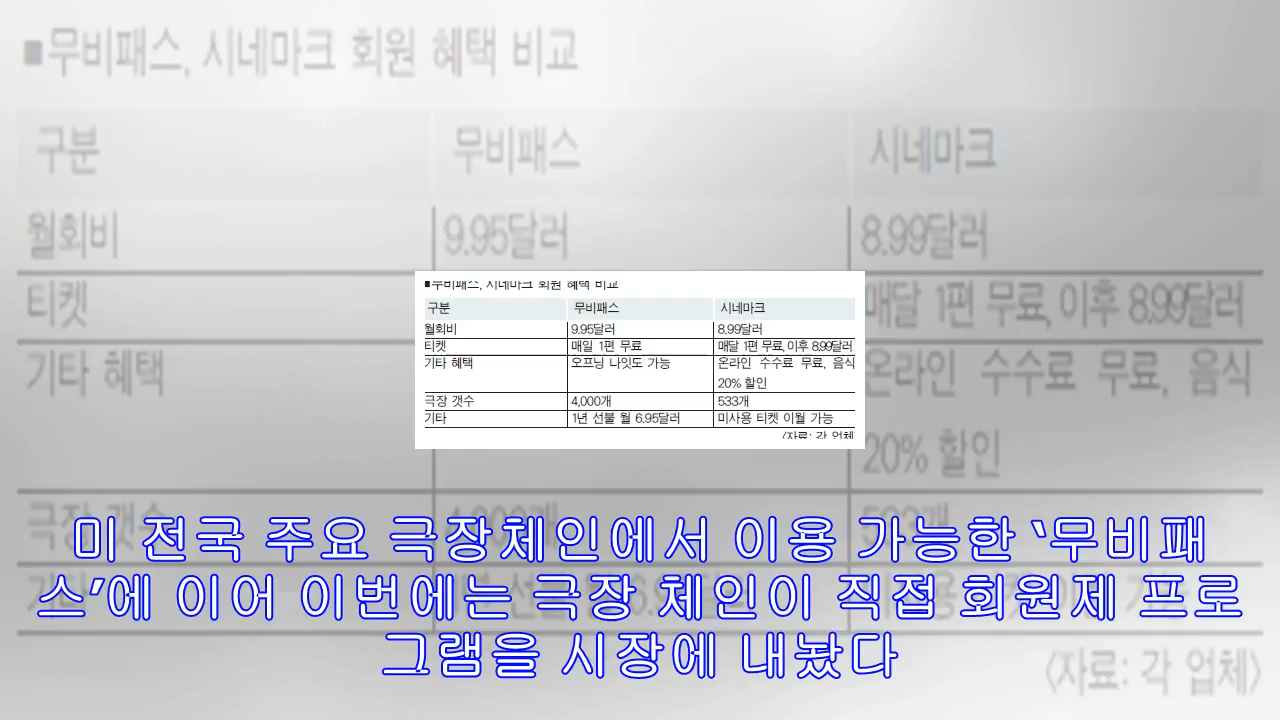 ■무비패스, 시네마크 회원 혜택 비교
구분 무비패스 시네마크
월회비 9.95달러 8.99달러
티켓 매일 1편 무료 매달 1편 무료, 이후 8.99달러
기타 혜택 오프닝 나잇도 가능 온라인 수수료 무료, 음식
20% 할인
극장 갯수 4,000개 533개
기타 1년 선불 월 6.95달러 미사용 티켓 이월 가능
〈자료: 각 업체〉
미 전국 주요 극장체인에서 이용 가능한 ‘무비패
스’에 이어 이번에는 극장 체인이 직접 회원제 프로
그램을 시장에 내놨다